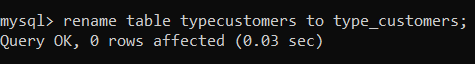 mysql> rename table typecustomers to type_customers;
Query OK, 0 rows affected (0.03 sec)